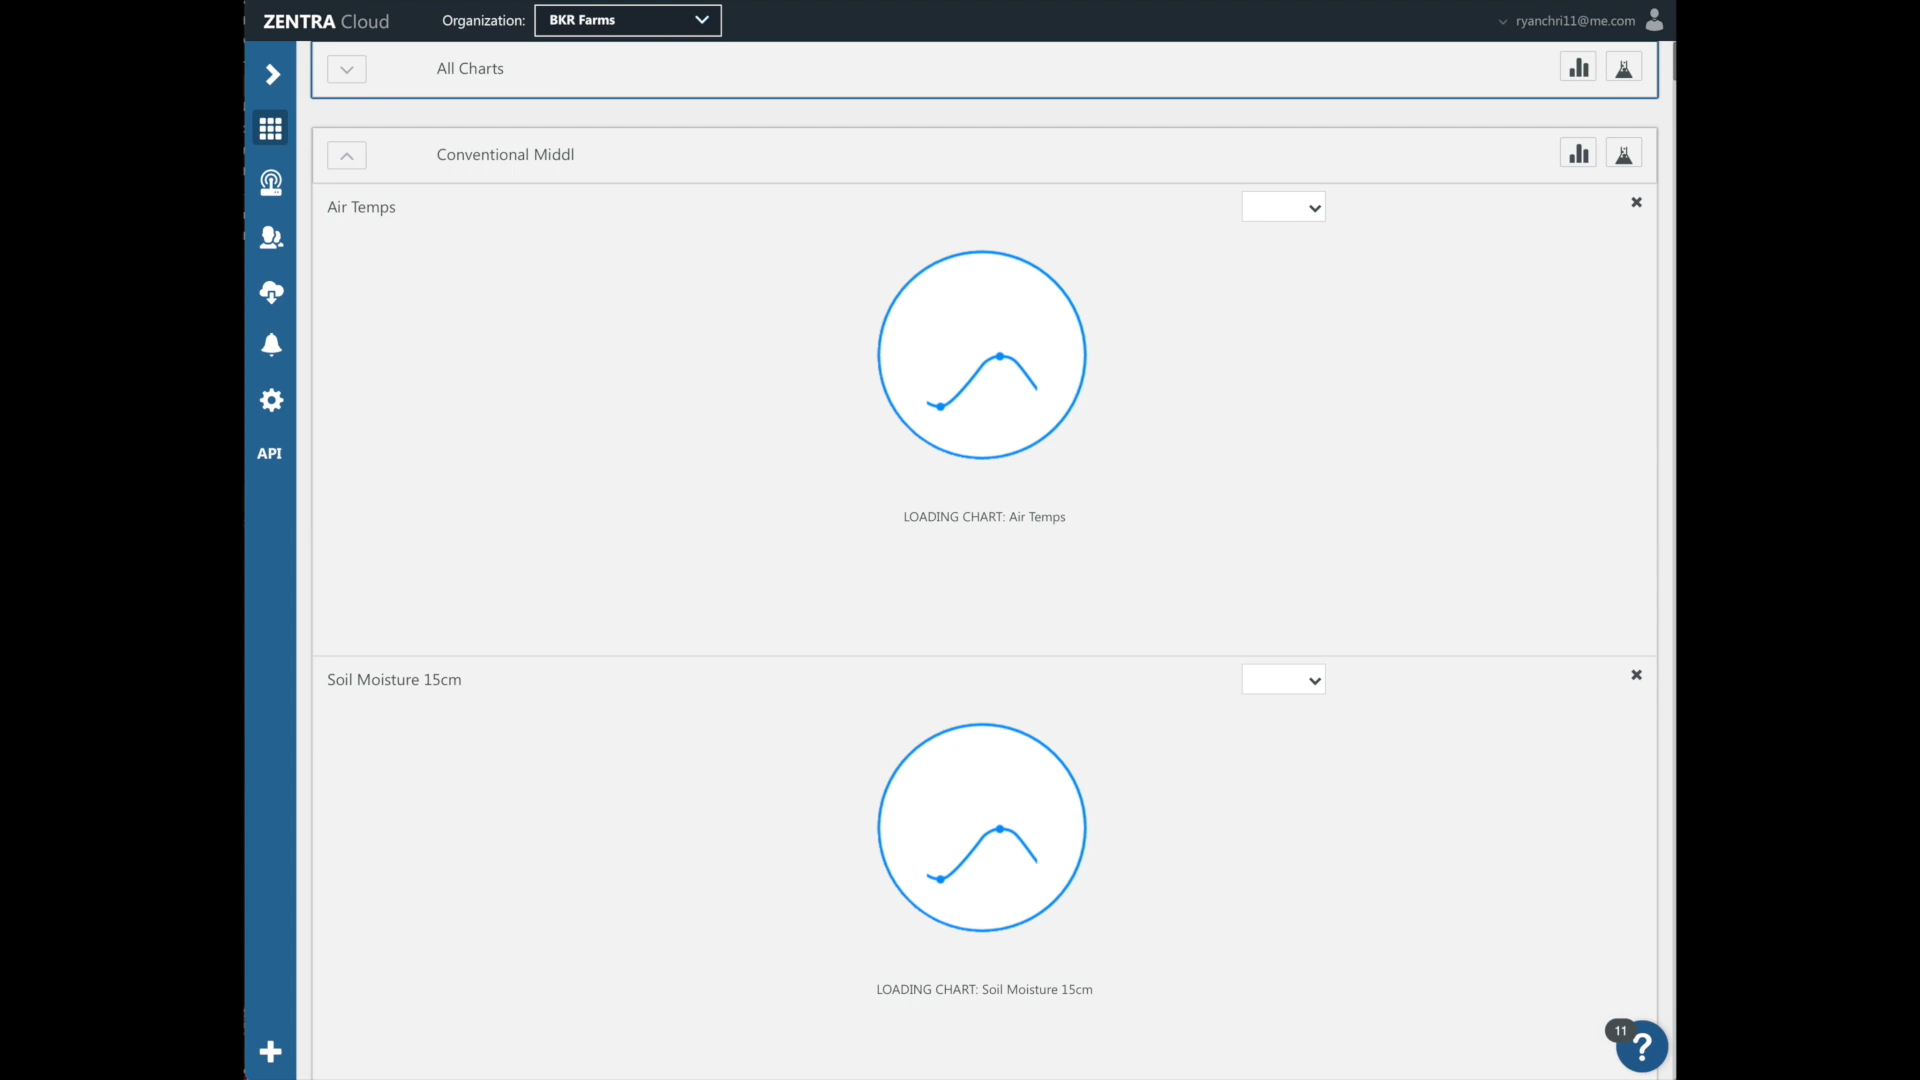 ZENTRA Cloud
Organization:
BKR Farms
ryanchri11@me.com
All Charts
Conventional Middl
Air Temps
LOADING CHART: Air Temps
API
Soil Moisture 15cm
LOADING CHART: Soil Moisture 15cm
11
?